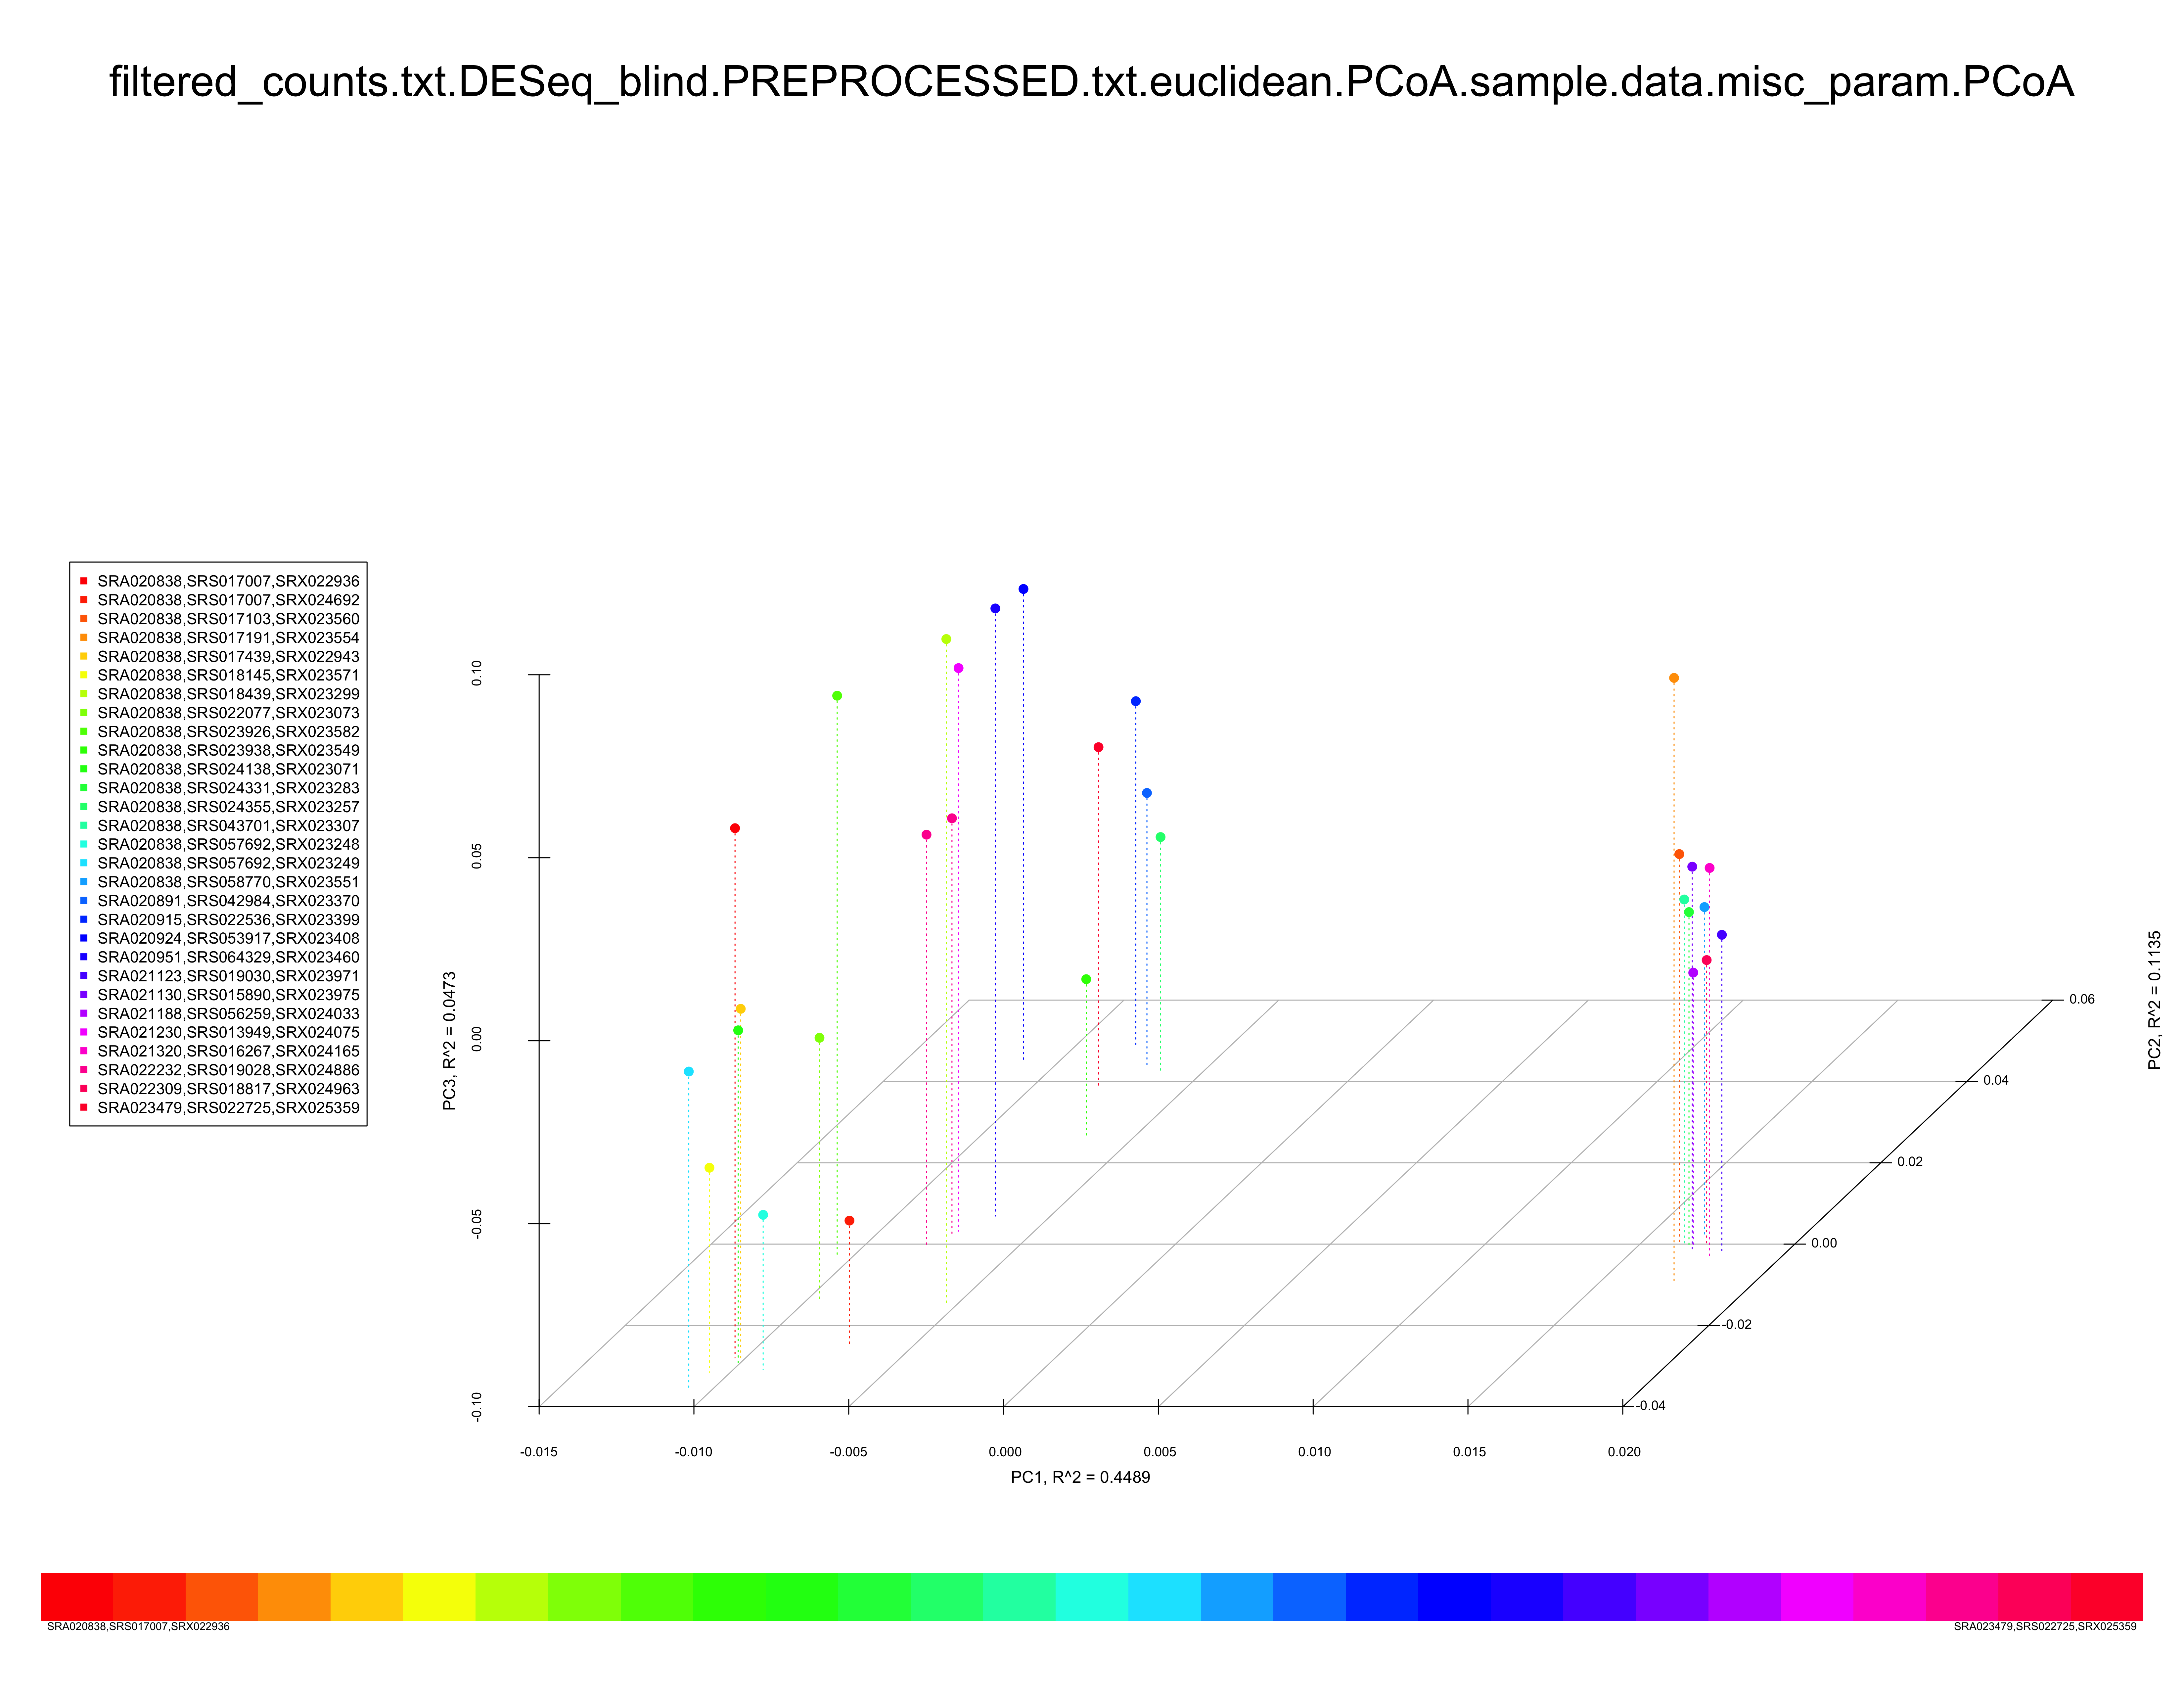 filtered_counts.txt.DESeq_blind.PREPROCESSED.txt.euclidean.PCoA.sample.data.misc_param.PCoA
SRA020838,SRS017007,SRX022936
SRA020838,SRS017007,SRX024692
SRA020838,SRS017103,SRX023560
SRA020838,SRS017191,SRX023554
SRA020838,SRS017439,SRX022943
SRA020838,SRS018145,SRX023571
SRA020838,SRS018439,SRX023299
SRA020838,SRS022077,SRX023073
SRA020838,SRS023926,SRX023582
SRA020838,SRS023938,SRX023549
SRA020838,SRS024138,SRX023071
SRA020838,SRS024331,SRX023283
SRA020838,SRS024355,SRX023257
SRA020838,SRS043701,SRX023307
SRA020838,SRS057692,SRX023248
SRA020838,SRS057692,SRX023249
SRA020838,SRS058770,SRX023551
SRA020891,SRS042984,SRX023370
SRA020915,SRS022536,SRX023399
SRA020924,SRS053917,SRX023408
SRA020951,SRS064329,SRX023460
SRA021123,SRS019030,SRX023971
SRA021130,SRS015890,SRX023975
SRA021188,SRS056259,SRX024033
SRA021230,SRS013949,SRX024075
SRA021320,SRS016267,SRX024165
SRA022232,SRS019028,SRX024886
SRA022309,SRS018817,SRX024963
SRA023479,SRS022725,SRX025359
PC3, R^2 = 0.0473
0.10
0.05
0.00
-0.05
-0.10
-0.015
-0.010
-0.005
0.000
0.005
0.010
0.015
0.020
PC1, R^2 = 0.4489
0.06
0.04
0.02
0.00
-0.02
-0.04
PC2, R^2 = 0.1135
SRA020838,SRS017007,SRX022936
SRA023479,SRS022725,SRX025359